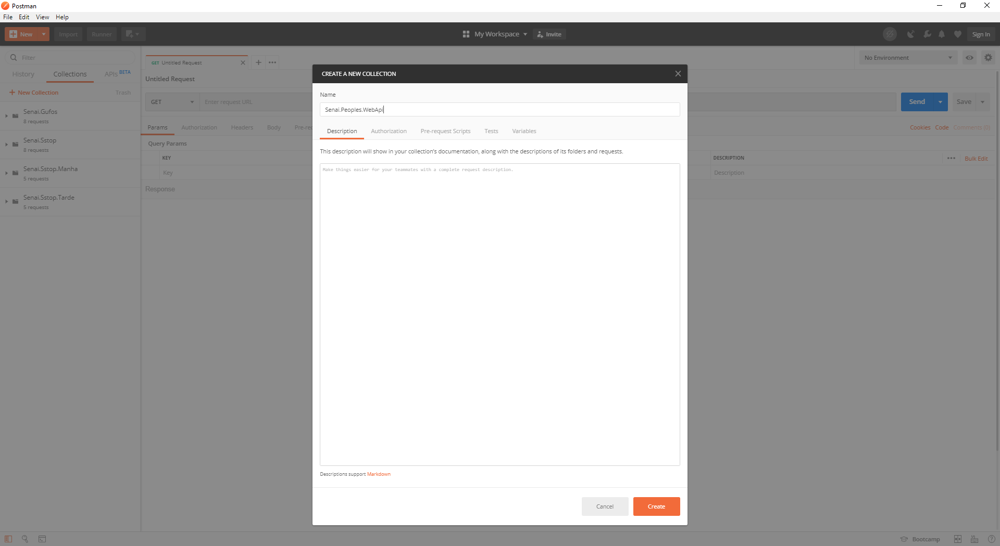 Postman
File Edit View Help
New Import Runner My Workspace Invite Sign In
Filter
History Collections APIs BETA
New Collection Trash
Senai.Gufos
8 requests
Senai.Sstop
8 requests
Senai.Sstop.Manha
5 requests
Senai.Sstop.Tarde
5 requests
GET Untitled Request
No Environment
Untitled Request
GET Enter request URL Send Save
Params Authorization Headers Body Pre-rec Cookies Code Comments (0)
Query Params
KEY DESCRIPTION Bulk Edit
Key Description
Response
CREATE A NEW COLLECTION
Name
Senai.Peoples.WebApi
Description Authorization Pre-request Scripts Tests Variables
This description will show in your collection's documentation, along with the descriptions of its folders and requests.
Make things easier for your teammates with a complete request description.
Descriptions support Markdown
Cancel Create
Bootcamp